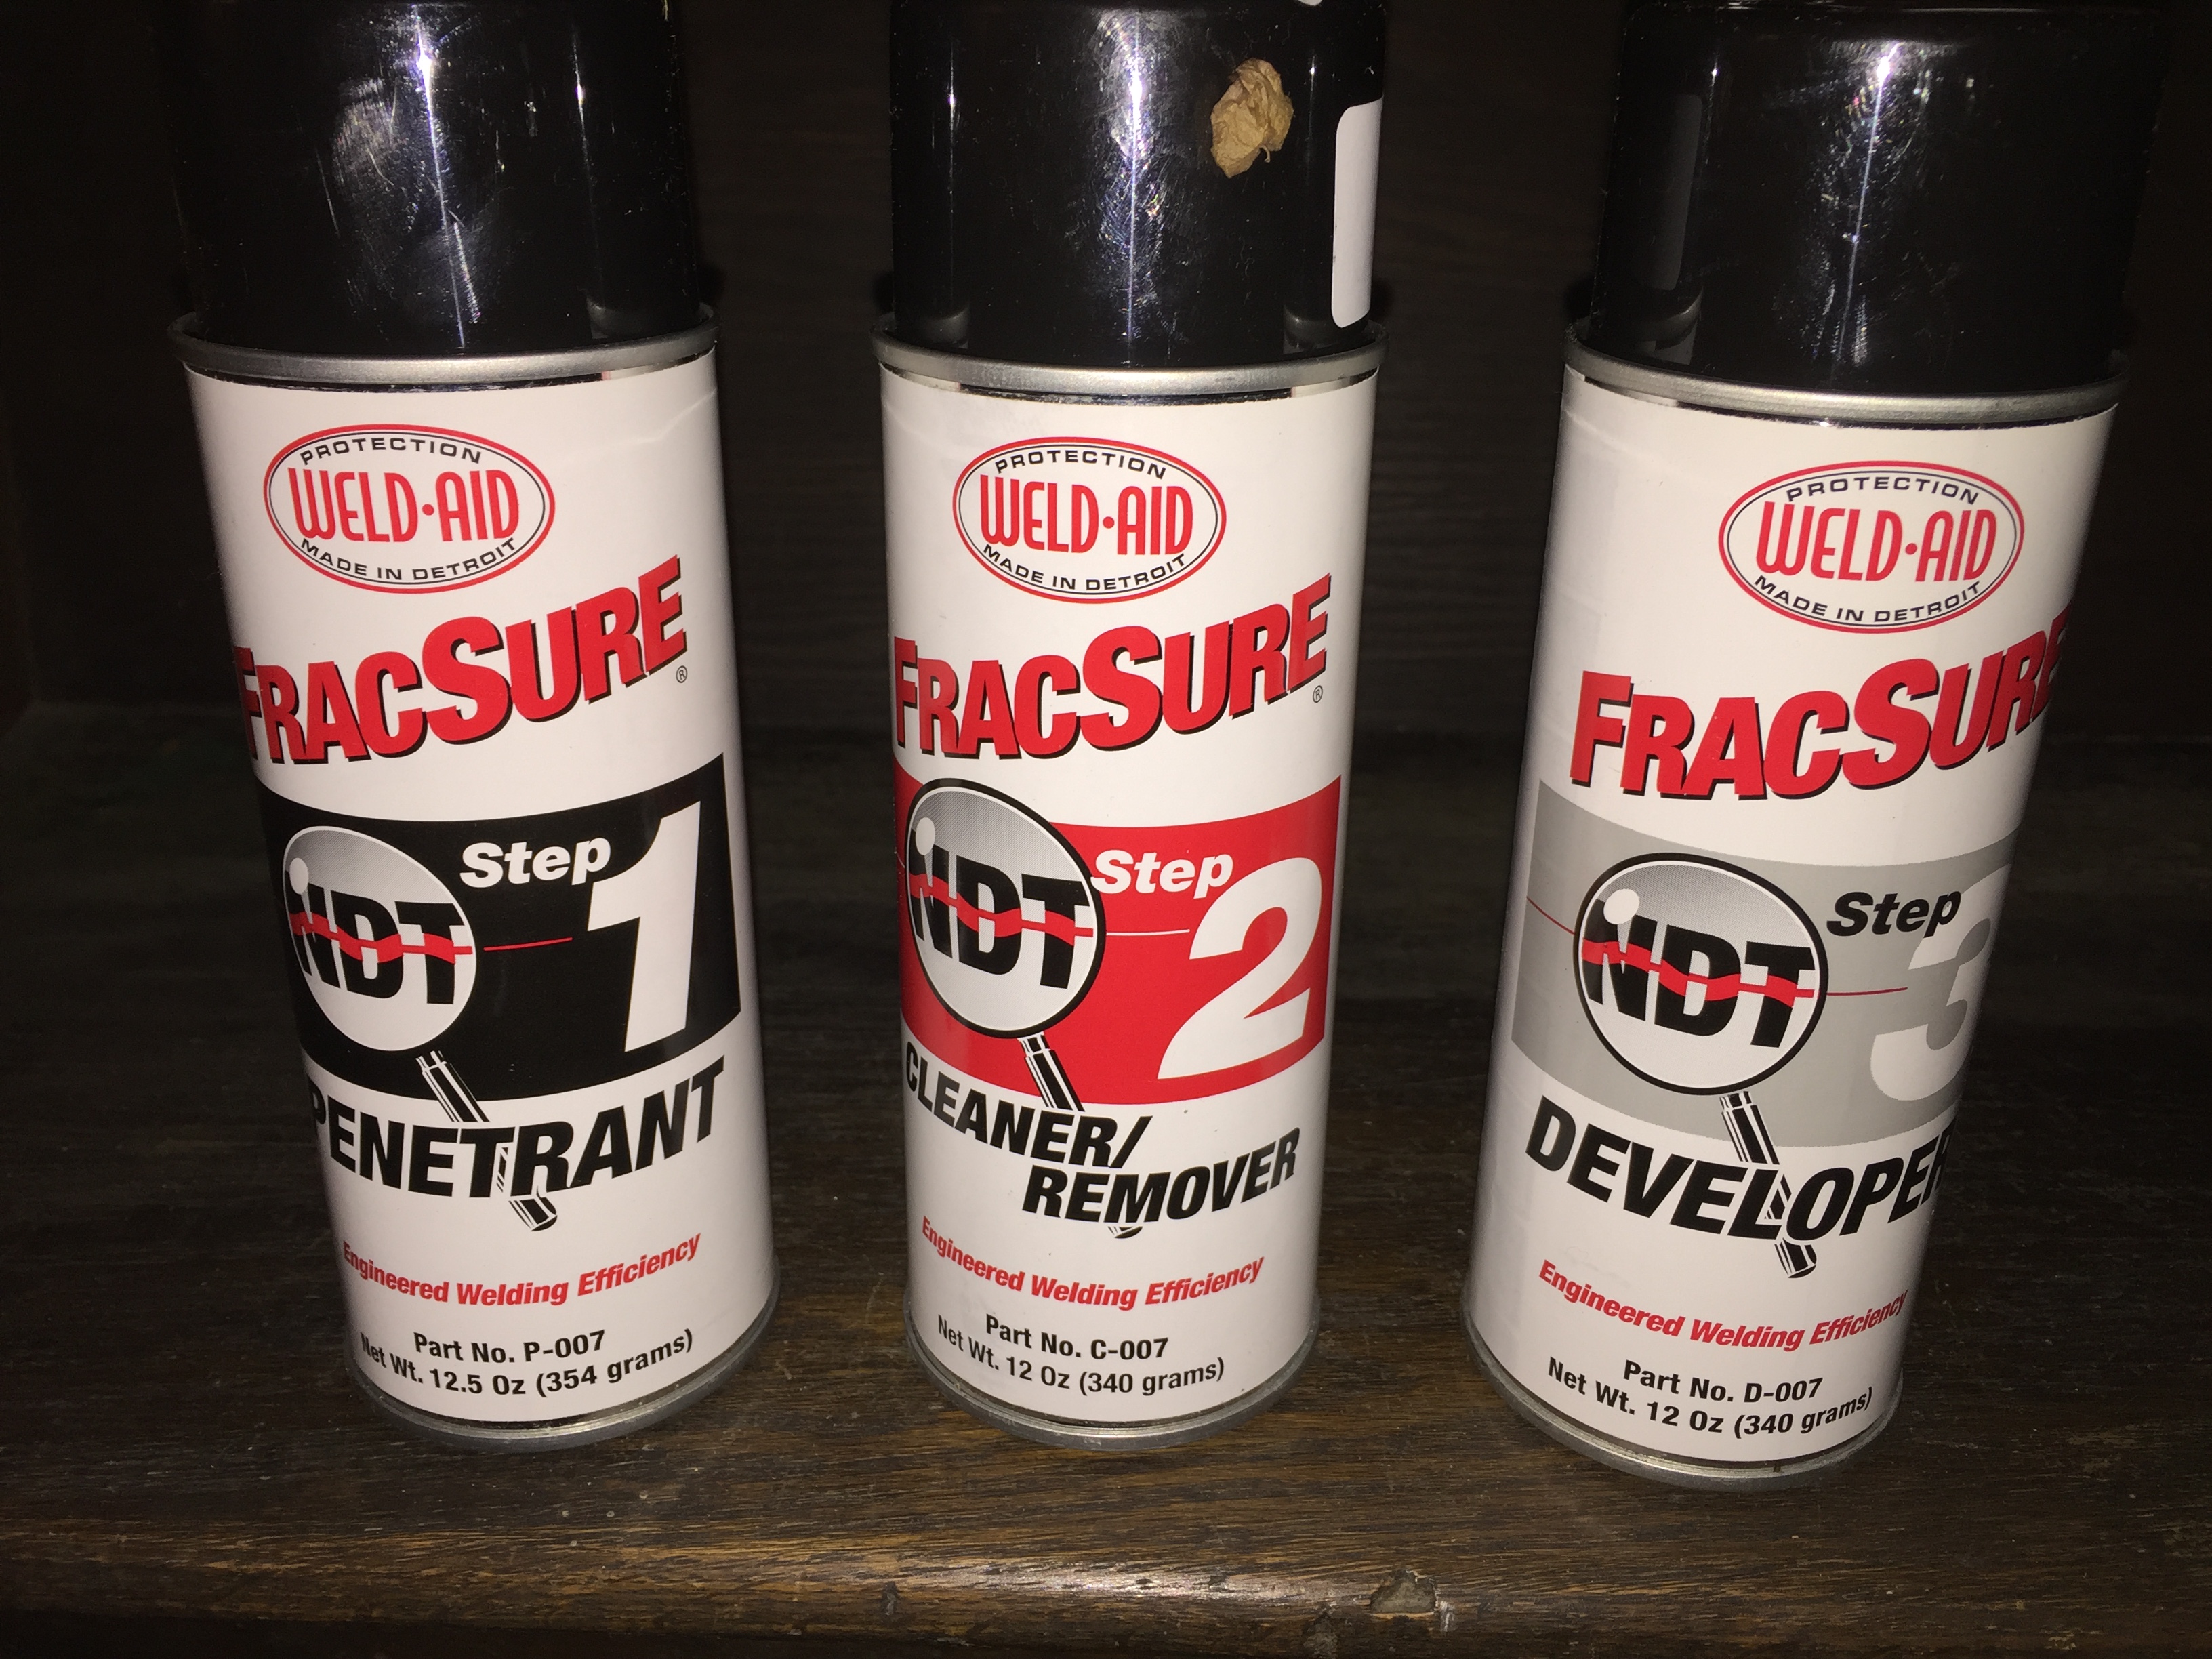 PROTECTION
WELD·AID
MADE IN DETROIT
FRACSURE®
NDT
Step 1
PENETRANT
Engineered Welding Efficiency
Part No. P-007
Net Wt. 12.5 Oz (354 grams)
PROTECTION
WELD·AID
MADE IN DETROIT
FRACSURE®
NDT
Step 2
CLEANER/
REMOVER
Engineered Welding Efficiency
Part No. C-007
Net Wt. 12 Oz (340 grams)
PROTECTION
WELD·AID
MADE IN DETROIT
FRACSURE
NDT
Step 3
DEVELOPER
Engineered Welding Efficiency
Part No. D-007
Net Wt. 12 Oz (340 grams)